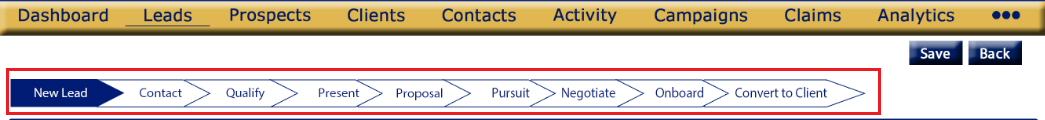 Dashboard Leads Prospects Clients Contacts Activity Campaigns Claims Analytics •••
Save Back
New Lead Contact Qualify Present Proposal Pursuit Negotiate Onboard Convert to Client